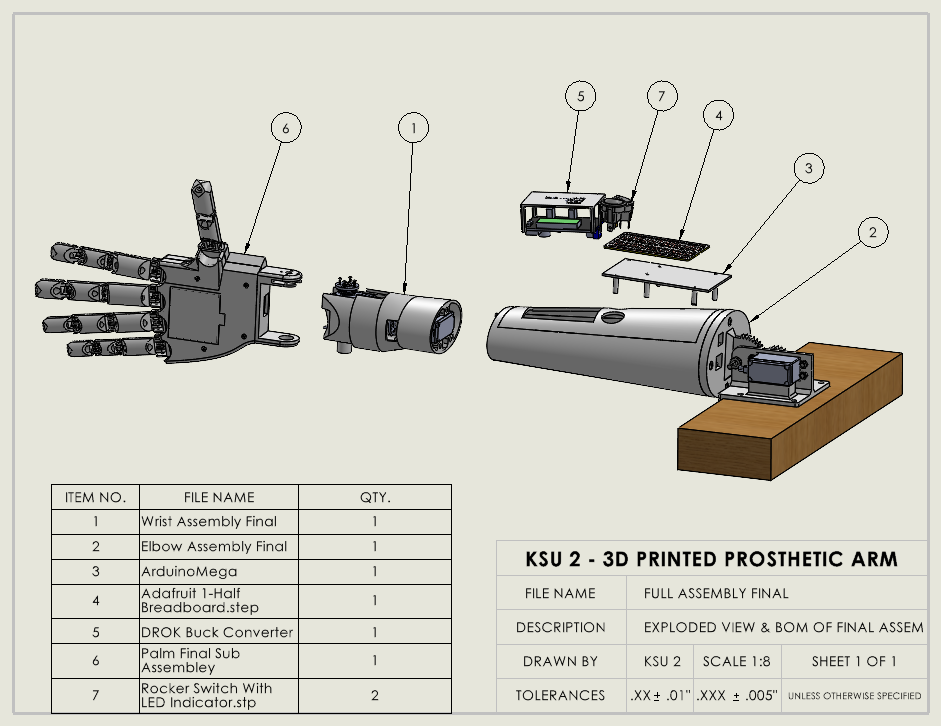 5
7
4
6
1
3
2
ITEM NO. FILE NAME QTY.
1 Wrist Assembly Final 1
2 Elbow Assembly Final 1
3 ArduinoMega 1
4 Adafruit 1-Half Breadboard.step 1
5 DROK Buck Converter 1
6 Palm Final Sub Assembley 1
7 Rocker Switch With LED Indicator.stp 2
KSU 2 - 3D PRINTED PROSTHETIC ARM
FILE NAME FULL ASSEMBLY FINAL
DESCRIPTION EXPLODED VIEW & BOM OF FINAL ASSEM
DRAWN BY KSU 2 SCALE 1:8 SHEET 1 OF 1
TOLERANCES .XX ± .01" .XXX ± .005" UNLESS OTHERWISE SPECIFIED